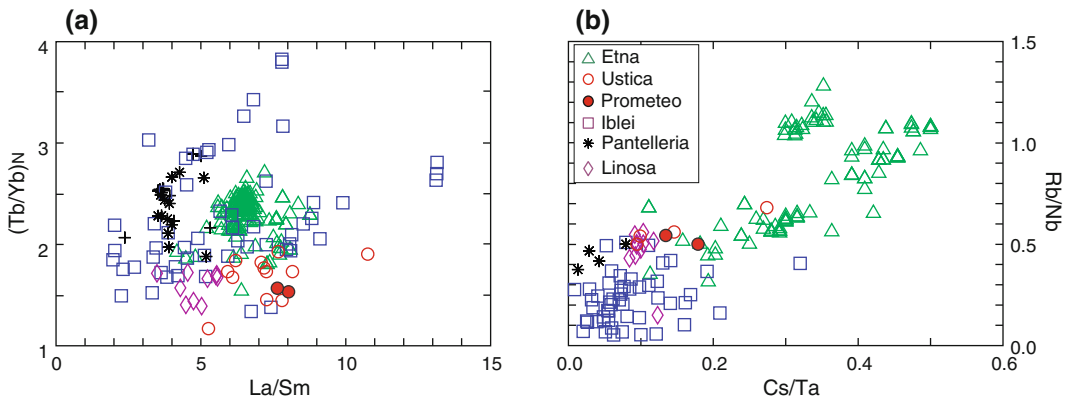 (a)
(b)
4
3
2
1
(Tb/Yb)N
0
5
10
15
La/Sm
Etna
Ustica
Prometeo
Iblei
Pantelleria
Linosa
1.5
1.0
0.5
0.0
Rb/Nb
0.0
0.2
0.4
0.6
Cs/Ta